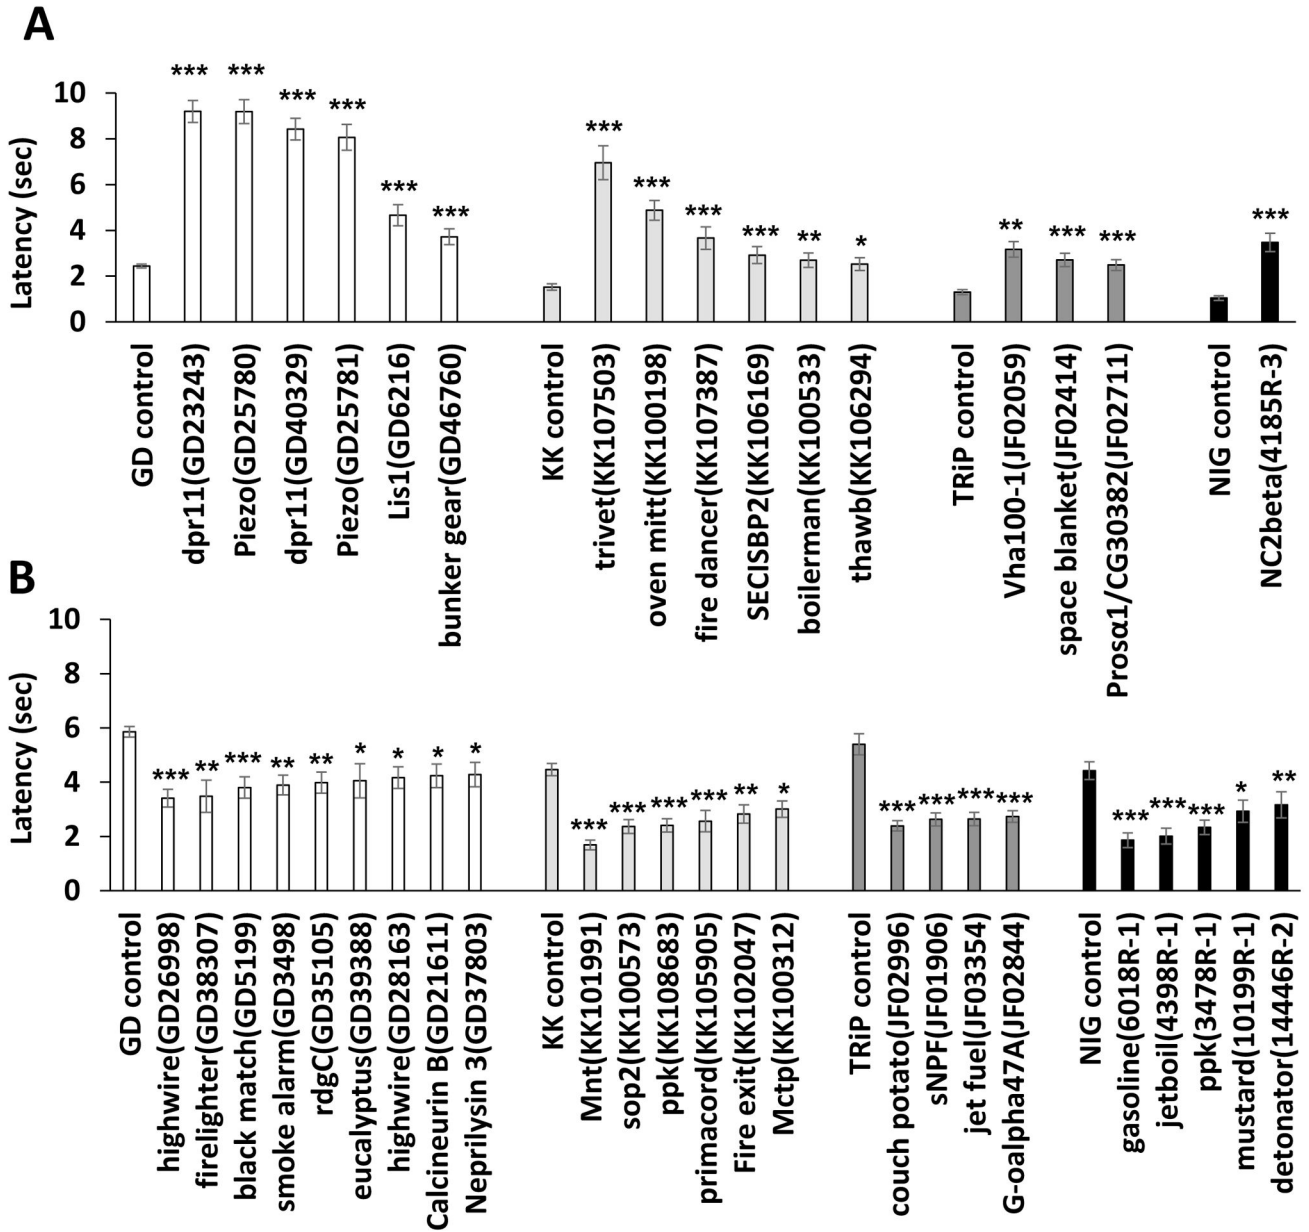 A
*** *** *** *** *** *** *** *** *** *** ** * ** *** *** ***
Latency (sec)
10
8
6
4
2
0
GD control
dpr11(GD23243)
Piezo(GD25780)
dpr11(GD40329)
Piezo(GD25781)
Lis1(GD6216)
bunker gear(GD46760)
KK control
trivet(KK107503)
oven mitt(KK100198)
fire dancer(KK107387)
SECISBP2(KK106169)
boilerman(KK100533)
thawb(KK106294)
TRiP control
Vha100-1(JF02059)
space blanket(JF02414)
Prosα1/CG30382(JF02711)
NIG control
NC2beta(4185R-3)
B
*** ** *** ** ** * * * * *** *** *** *** ** * *** *** *** *** *** *** *** * **
Latency (sec)
10
8
6
4
2
0
GD control
highwire(GD26998)
firelighter(GD38307)
black match(GD5199)
smoke alarm(GD3498)
rdgC(GD35105)
eucalyptus(GD39388)
highwire(GD28163)
Calcineurin B(GD21611)
Neprilysin 3(GD37803)
KK control
Mnt(KK101991)
sop2(KK100573)
ppk(KK108683)
primacord(KK105905)
Fire exit(KK102047)
Mctp(KK100312)
TRiP control
couch potato(JF02996)
sNPF(JF01906)
jet fuel(JF03354)
G-oalpha47A(JF02844)
NIG control
gasoline(6018R-1)
jetboil(4398R-1)
ppk(3478R-1)
mustard(10199R-1)
detonator(14446R-2)